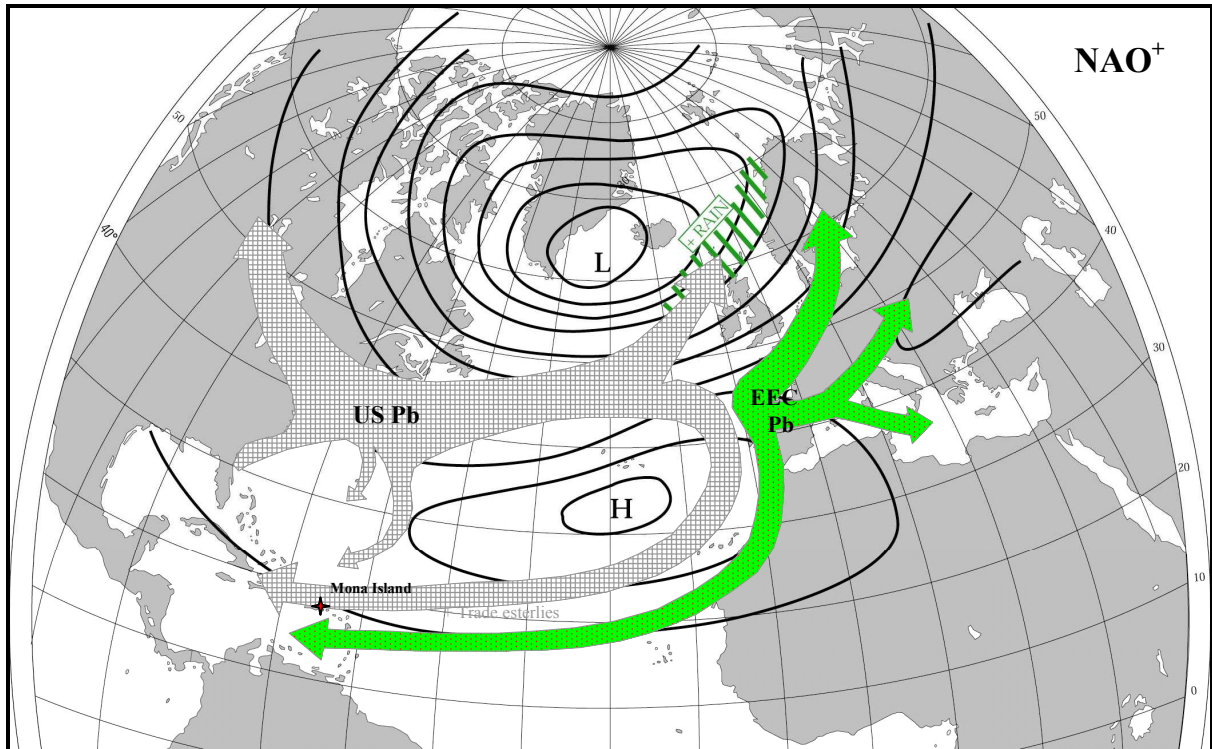 NAO+
50
50
40°
40
+ RAIN
L
30
EEC
Pb
US Pb
20
H
10
Mona Island
Trade esterlies
0